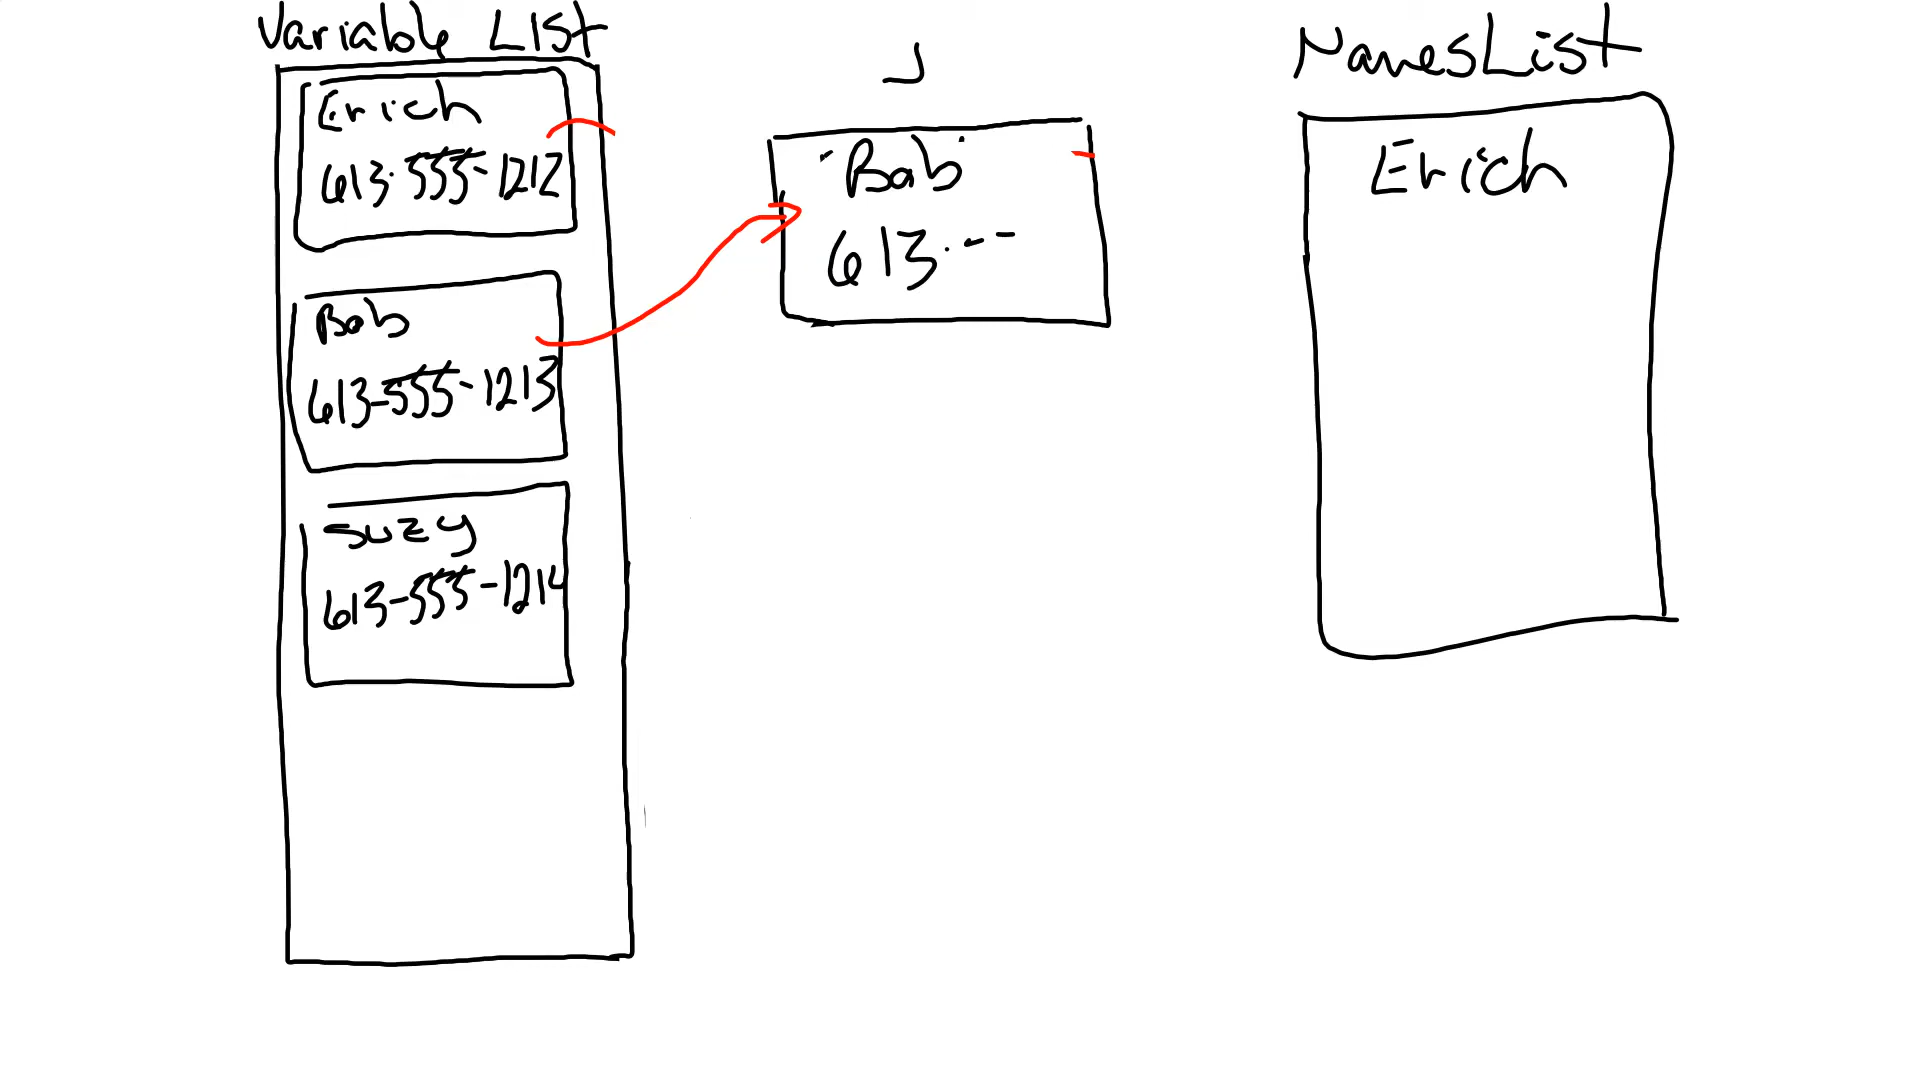 Variable List
Erich
613-555-1212
Bob
613-555-1213
Suzy
613-555-1214
J
Bob
613---
NamesList
Erich